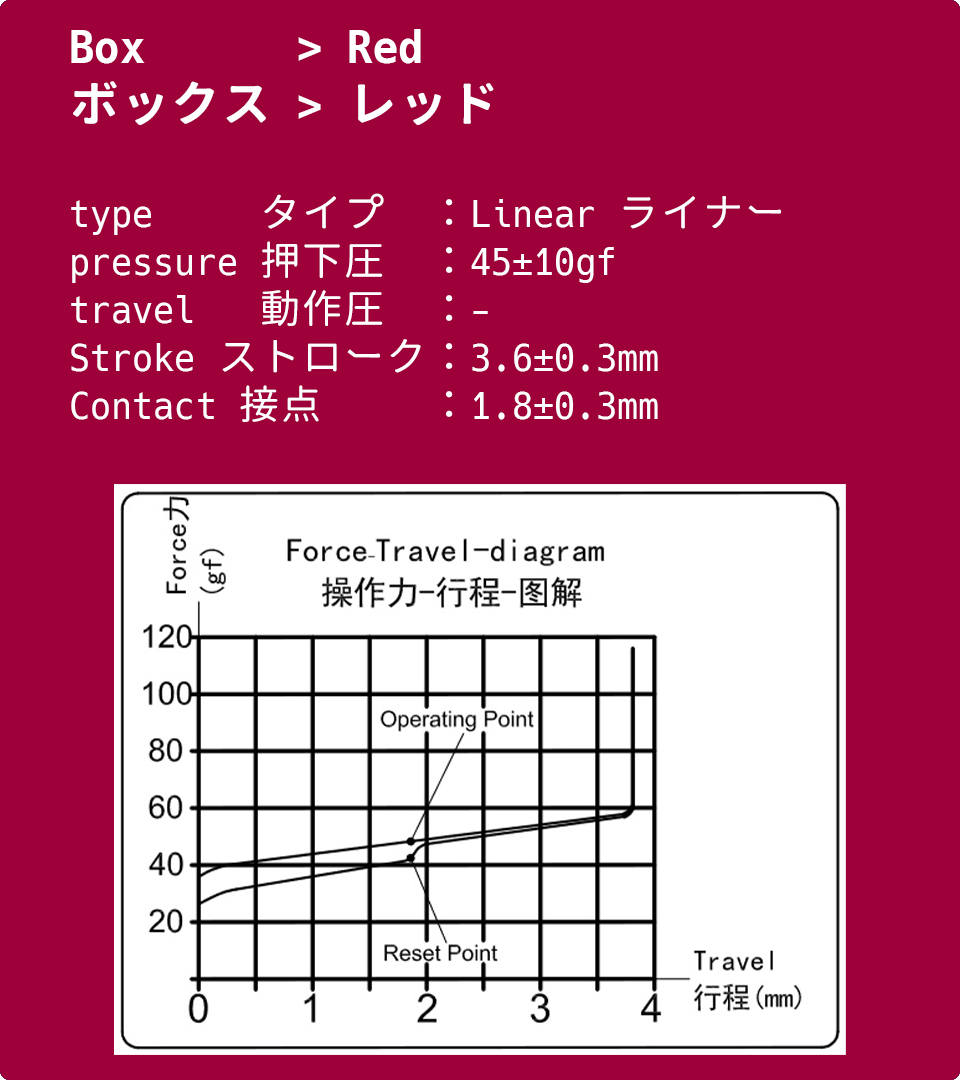 Box > Red
ボックス > レッド
type タイプ ：Linear ライナー
pressure 押下圧 ：45±10gf
travel 動作圧 ：-
Stroke ストローク：3.6±0.3mm
Contact 接点 ：1.8±0.3mm
Force力
(gf)
Force-Travel-diagram
操作力-行程-图解
120
100
Operating Point
80
60
40
20
Reset Point
Travel
行程(mm)
0 1 2 3 4